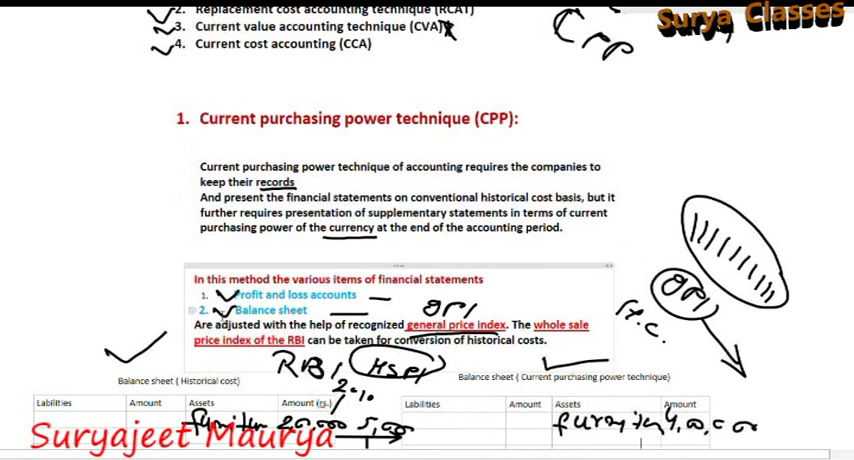 2. Replacement cost accounting technique (RCAT)
3. Current value accounting technique (CVAT)
4. Current cost accounting (CCA)
Cpp
Surya Classes
1. Current purchasing power technique (CPP):
Current purchasing power technique of accounting requires the companies to
keep their records
And present the financial statements on conventional historical cost basis, but it
further requires presentation of supplementary statements in terms of current
purchasing power of the currency at the end of the accounting period.
In this method the various items of financial statements
1. Profit and loss accounts
2. Balance sheet
Are adjusted with the help of recognized general price index. The whole sale
price index of the RBI can be taken for conversion of historical costs.
RBI
Balance sheet ( Historical cost)
Balance sheet ( Current purchasing power technique)
Labilities Amount Assets Amount (rs.)
Labilities Amount Assets Amount
Suryajeet Maurya